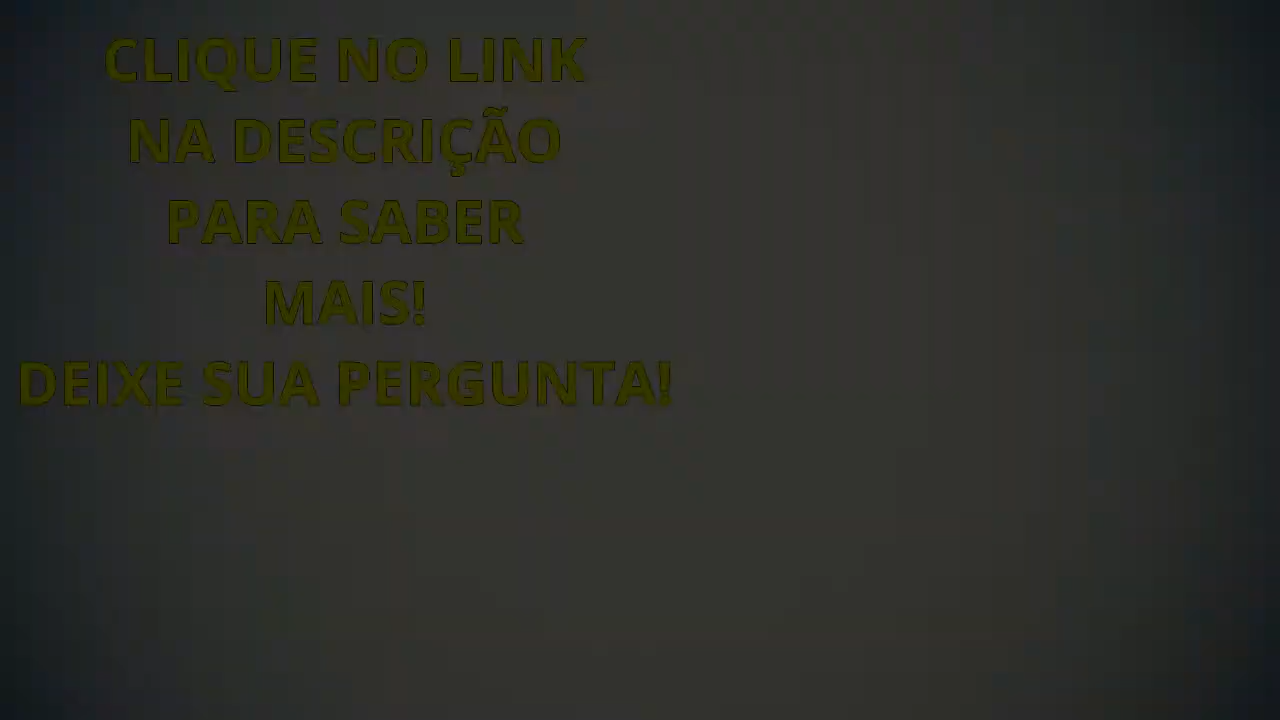 CLIQUE NO LINK
NA DESCRIÇÃO
PARA SABER
MAIS!
DEIXE SUA PERGUNTA!